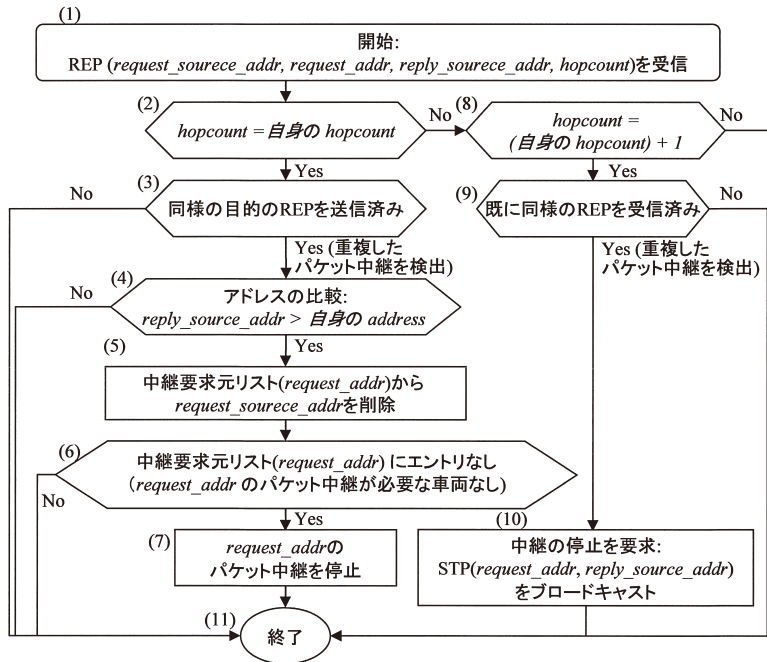 (1)
開始:
REP (request_sourece_addr, request_addr, reply_sourece_addr, hopcount)を受信
(2)
hopcount = 自身の hopcount
No
(8)
hopcount =
(自身の hopcount) + 1
No
Yes
Yes
(3)
No
同様の目的のREPを送信済み
(9)
既に同様のREPを受信済み
No
Yes (重複した
パケット中継を検出)
Yes (重複した
パケット中継を検出)
(4)
No
アドレスの比較:
reply_source_addr > 自身の address
Yes
(5)
中継要求元リスト(request_addr)から
request_sourece_addrを削除
(6)
No
中継要求元リスト(request_addr) にエントリなし
(request_addr のパケット中継が必要な車両なし)
Yes
(7)
request_addrの
パケット中継を停止
(10)
中継の停止を要求:
STP(request_addr, reply_source_addr)
をブロードキャスト
(11)
終了